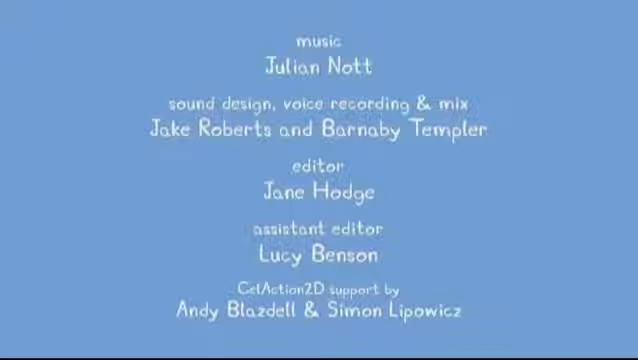 music
Julian Nott
sound design, voice recording & mix
Jake Roberts and Barnaby Templer
editor
Jane Hodge
assistant editor
Lucy Benson
CelAction2D support by
Andy Blazdell & Simon Lipowicz